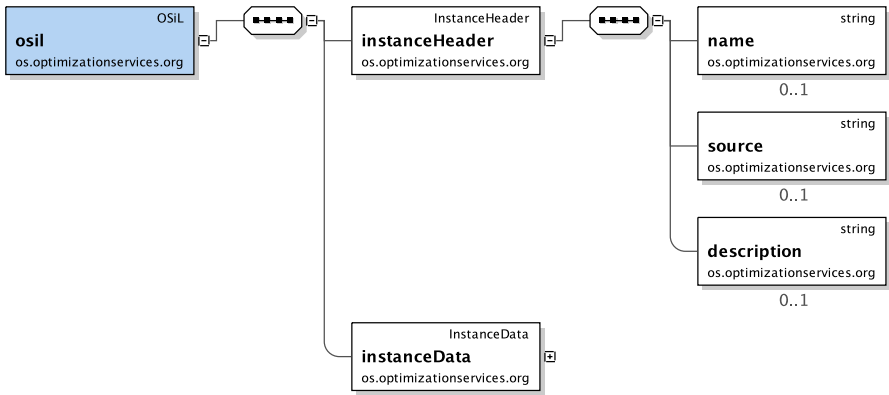 OSiL
osil
os.optimizationservices.org
InstanceHeader
instanceHeader
os.optimizationservices.org
string
name
os.optimizationservices.org
0..1
string
source
os.optimizationservices.org
0..1
string
description
os.optimizationservices.org
0..1
InstanceData
instanceData
os.optimizationservices.org